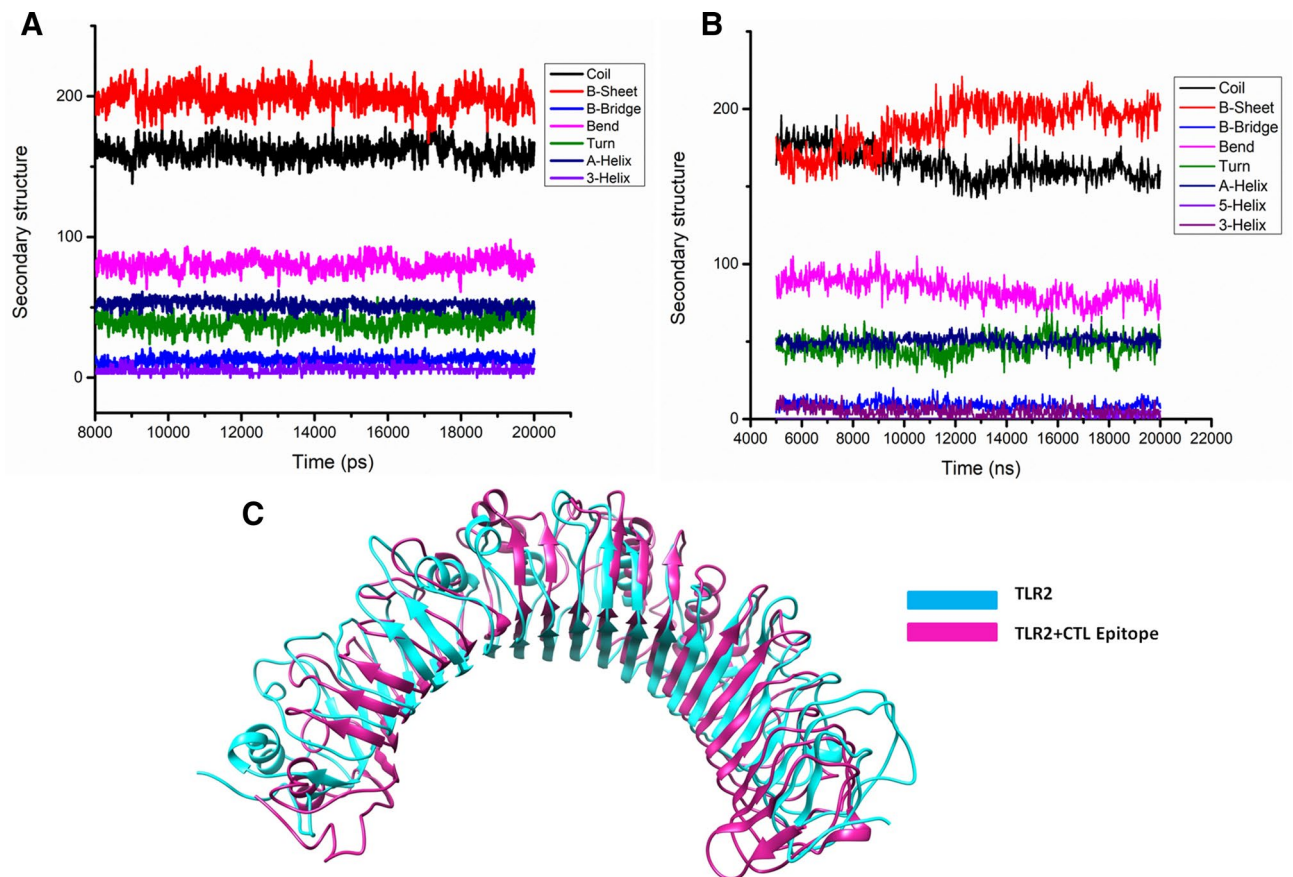 A
Secondary structure
200
100
0
8000 10000 12000 14000 16000 18000 20000
Time (ps)
Coil
B-Sheet
B-Bridge
Bend
Turn
A-Helix
3-Helix
B
Secondary structure
200
100
0
4000 6000 8000 10000 12000 14000 16000 18000 20000 22000
Time (ns)
Coil
B-Sheet
B-Bridge
Bend
Turn
A-Helix
5-Helix
3-Helix
C
TLR2
TLR2+CTL Epitope